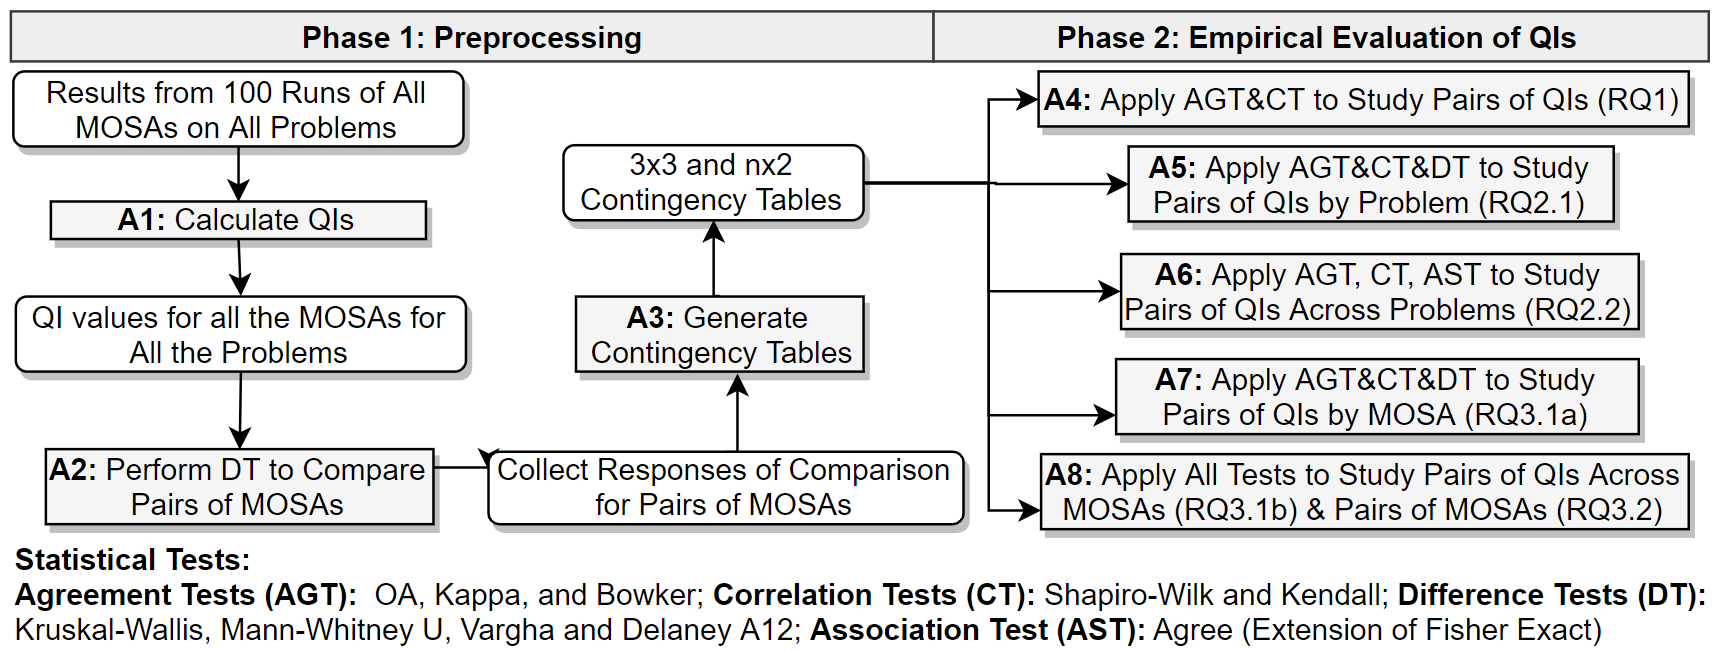 Phase 1: Preprocessing
Phase 2: Empirical Evaluation of QIs
Results from 100 Runs of All
MOSAs on All Problems
A1: Calculate QIs
QI values for all the MOSAs for
All the Problems
A2: Perform DT to Compare
Pairs of MOSAs
Collect Responses of Comparison
for Pairs of MOSAs
A3: Generate
Contingency Tables
3x3 and nx2
Contingency Tables
A4: Apply AGT&CT to Study Pairs of QIs (RQ1)
A5: Apply AGT&CT&DT to Study
Pairs of QIs by Problem (RQ2.1)
A6: Apply AGT, CT, AST to Study
Pairs of QIs Across Problems (RQ2.2)
A7: Apply AGT&CT&DT to Study
Pairs of QIs by MOSA (RQ3.1a)
A8: Apply All Tests to Study Pairs of QIs Across
MOSAs (RQ3.1b) & Pairs of MOSAs (RQ3.2)
Statistical Tests:
Agreement Tests (AGT): OA, Kappa, and Bowker; Correlation Tests (CT): Shapiro-Wilk and Kendall; Difference Tests (DT):
Kruskal-Wallis, Mann-Whitney U, Vargha and Delaney A12; Association Test (AST): Agree (Extension of Fisher Exact)